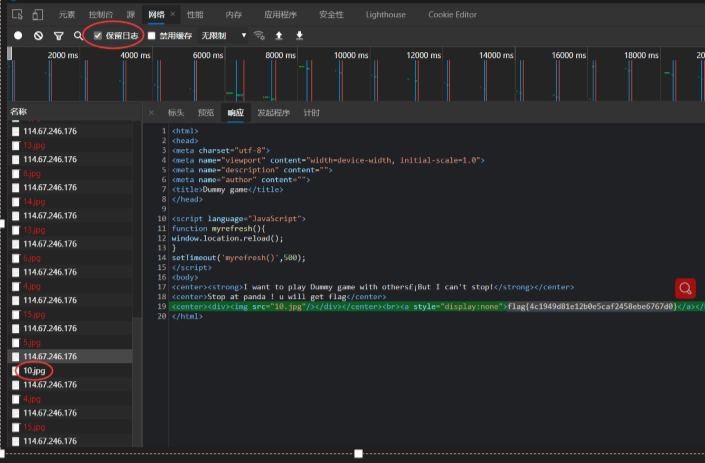 元素 控制台 源 网络 × 性能 内存 应用程序 安全性 Lighthouse Cookie Editor
保留日志 禁用缓存 无限制
2000 ms 4000 ms 6000 ms 8000 ms 10000 ms 12000 ms 14000 ms 16000 ms 18000 ms 20
名称
× 标头 预览 响应 发起程序 计时
114.67.246.176
13.jpg
114.67.246.176
8.jpg
114.67.246.176
14.jpg
114.67.246.176
13.jpg
114.67.246.176
6.jpg
114.67.246.176
4.jpg
114.67.246.176
15.jpg
114.67.246.176
5.jpg
114.67.246.176
10.jpg
114.67.246.176
4.jpg
114.67.246.176
15.jpg
114.67.246.176
1 <html>
2 <head>
3 <meta charset="utf-8">
4 <meta name="viewport" content="width=device-width, initial-scale=1.0">
5 <meta name="description" content="">
6 <meta name="author" content="">
7 <title>Dummy game</title>
8 </head>
9
10 <script language="JavaScript">
11 function myrefresh(){
12 window.location.reload();
13 }
14 setTimeout('myrefresh()',500);
15 </script>
16 <body>
17 <center><strong>I want to play Dummy game with others£¡But I can't stop!</strong></center>
18 <center>Stop at panda ! u will get flag</center>
19 <center><div><img src="10.jpg"/></div></center><br><a style="display:none">flag{4c1949d81e12b0e5caf2458ebe6767d0}</a></
20 </html>